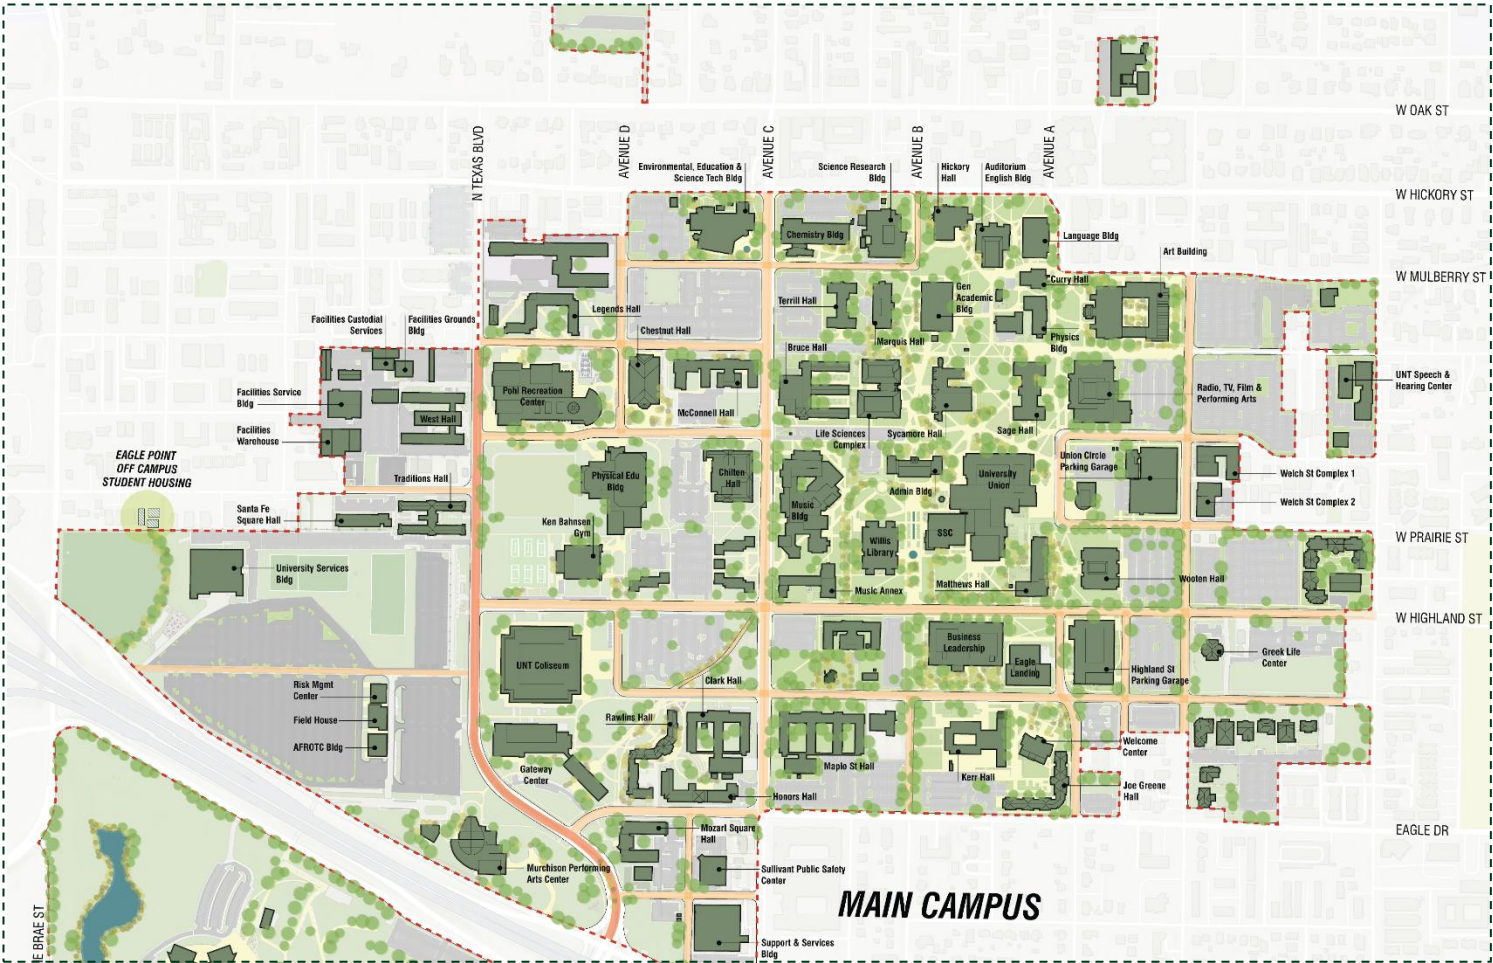 W OAK ST
N TEXAS BLVD
AVENUE D
AVENUE C
AVENUE B
AVENUE A
Environmental, Education &
Science Tech Bldg
Science Research
Bldg
Hickory
Hall
Auditorium
English Bldg
W HICKORY ST
Chemistry Bldg
Language Bldg
Art Building
W MULBERRY ST
Curry Hall
Gen
Academic
Bldg
Terrill Hall
Legends Hall
Facilities Custodial
Services
Facilities Grounds
Bldg
Chestnut Hall
Marquis Hall
Physics
Bldg
Bruce Hall
UNT Speech &
Hearing Center
Facilities Service
Bldg
Pohl Recreation
Center
Radio, TV, Film &
Performing Arts
McConnell Hall
West Hall
Facilities
Warehouse
Life Sciences
Complex
Sycamore Hall
Sage Hall
EAGLE POINT
OFF CAMPUS
STUDENT HOUSING
Union Circle
Parking Garage
Traditions Hall
Physical Edu
Bldg
Chilten
Hall
University
Union
Welch St Complex 1
Admin Bldg
Welch St Complex 2
Santa Fe
Square Hall
Music
Bldg
Ken Bahnsen
Gym
Willis
Library
SSC
W PRAIRIE ST
University Services
Bldg
Wooten Hall
Matthews Hall
Music Annex
W HIGHLAND ST
Business
Leadership
UNT Coliseum
Eagle
Landing
Greek Life
Center
Highland St
Parking Garage
Clark Hall
Risk Mgmt
Center
Field House
Rawlins Hall
AFROTC Bldg
Welcome
Center
Gateway
Center
Maplo St Hall
Kerr Hall
Joe Greene
Hall
Honors Hall
Mozart Square
Hall
EAGLE DR
Murchison Performing
Arts Center
Sullivant Public Safety
Center
MAIN CAMPUS
Support & Services
Bldg
E BRAE ST